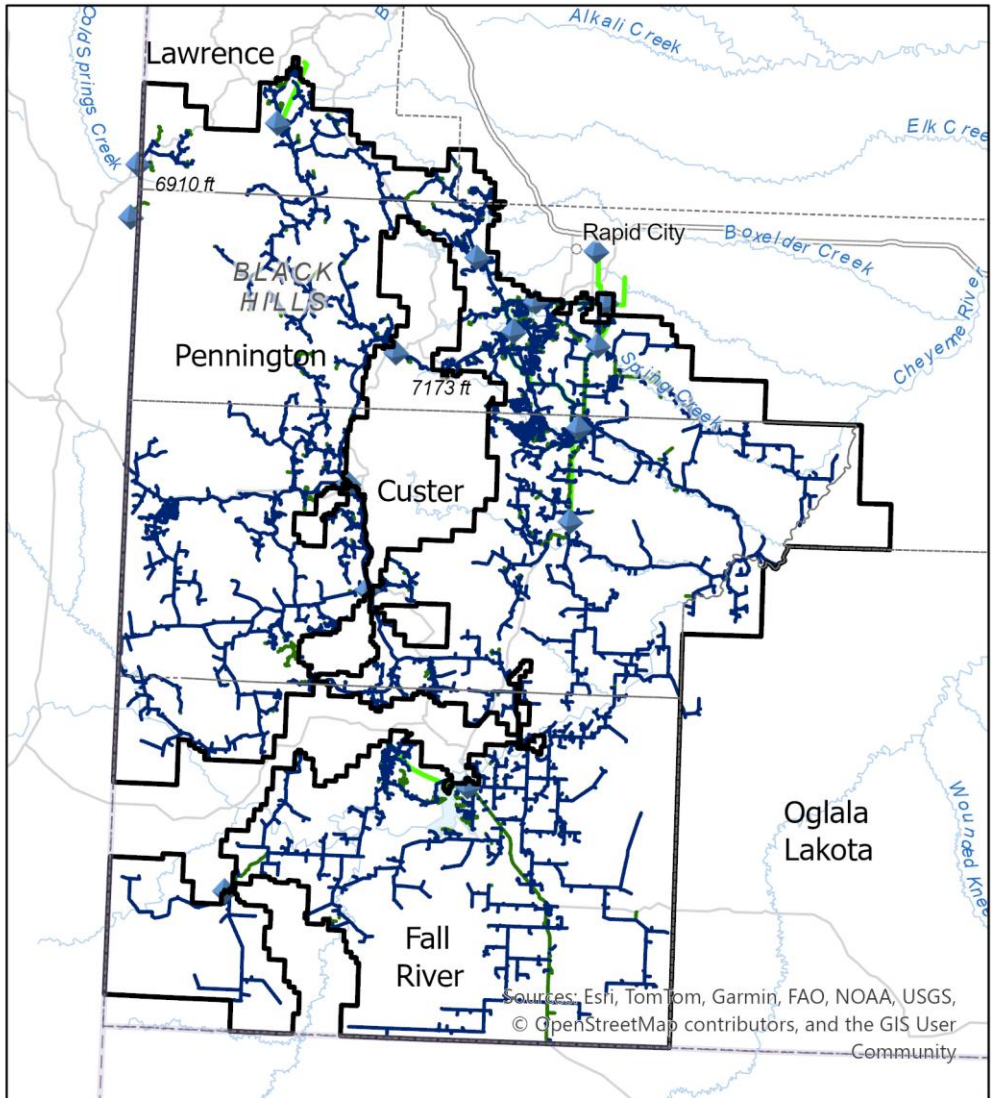 Cold Springs Creek
B
Alkali Creek
Lawrence
Elk Cree
6910 ft
Rapid City
Boxelder Creek
BLACK
HILLS
Cheyenne River
Pennington
Spring Creek
7173 ft
Custer
Oglala
Lakota
Wounded Knee
Fall
River
Sources: Esri, TomTom, Garmin, FAO, NOAA, USGS,
© OpenStreetMap contributors, and the GIS User
Community